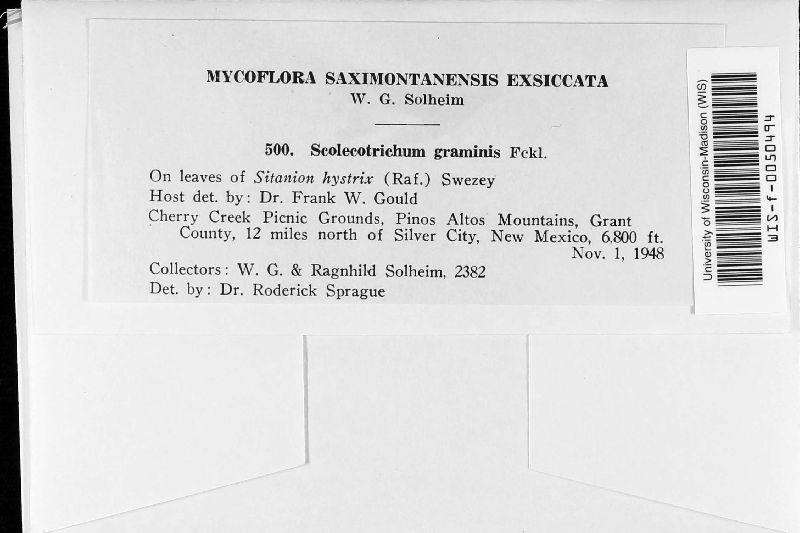 MYCOFLORA SAXIMONTANENSIS EXSICCATA
W. G. Solheim
500. Scolecotrichum graminis Fckl.
On leaves of Sitanion hystrix (Raf.) Swezey
Host det. by: Dr. Frank W. Gould
Cherry Creek Picnic Grounds, Pinos Altos Mountains, Grant
County, 12 miles north of Silver City, New Mexico, 6,800 ft.
Nov. 1, 1948
Collectors: W. G. & Ragnhild Solheim, 2382
Det. by: Dr. Roderick Sprague
University of Wisconsin-Madison (WIS)
WIS-f-0050464